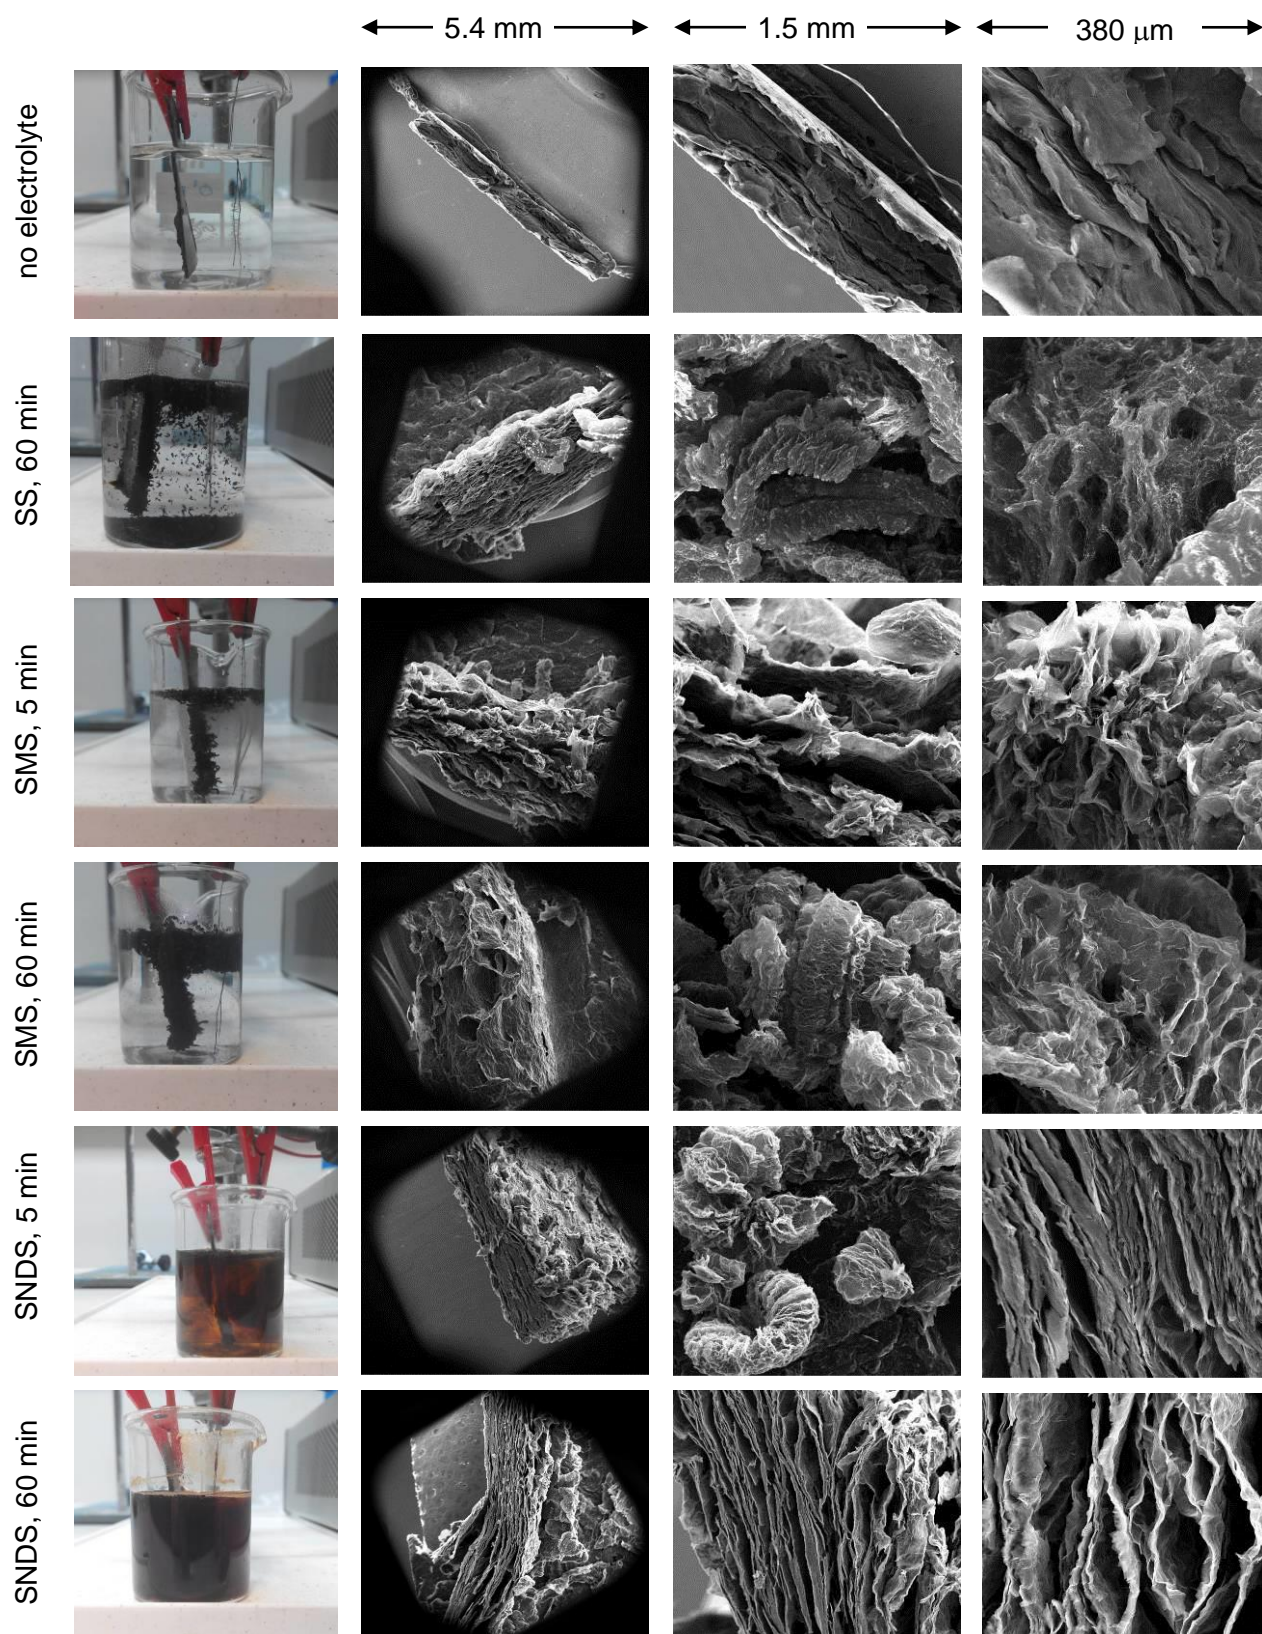 5.4 mm
1.5 mm
380 μm
no electrolyte
SS, 60 min
SMS, 5 min
SMS, 60 min
SNDS, 5 min
SNDS, 60 min